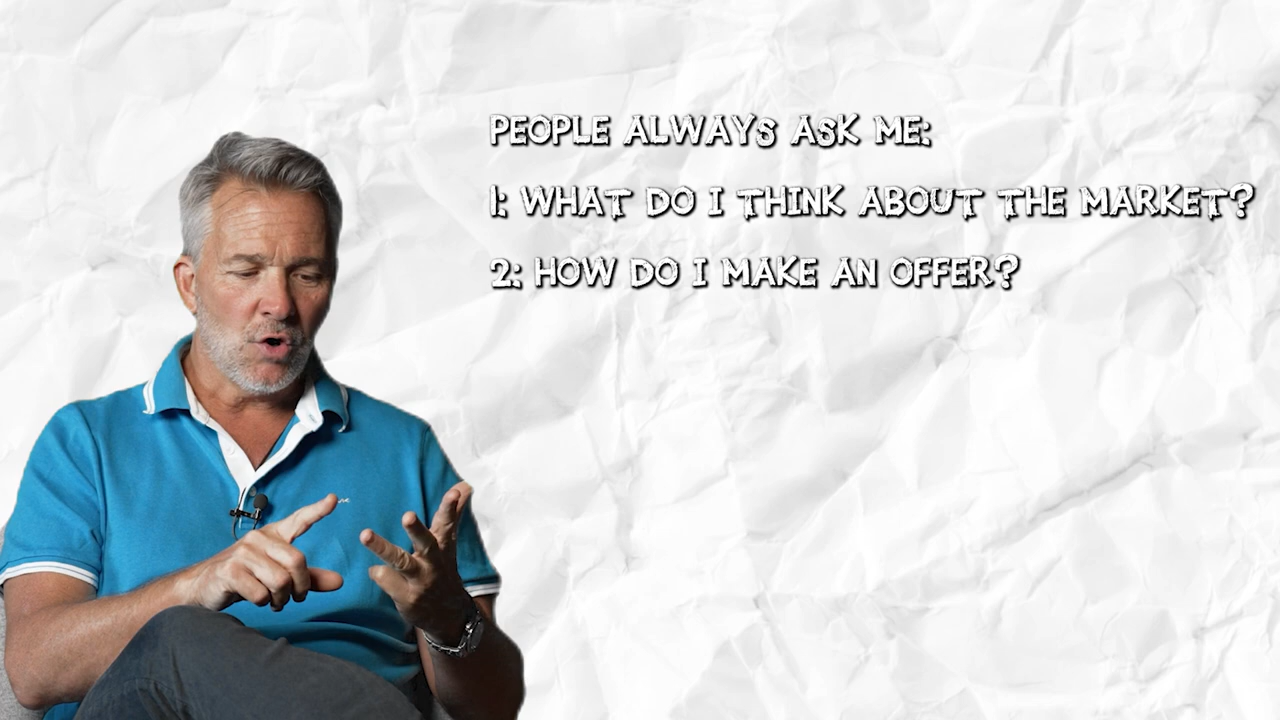 PEOPLE ALWAYS ASK ME:
1: WHAT DO I THINK ABOUT THE MARKET?
2: HOW DO I MAKE AN OFFER?